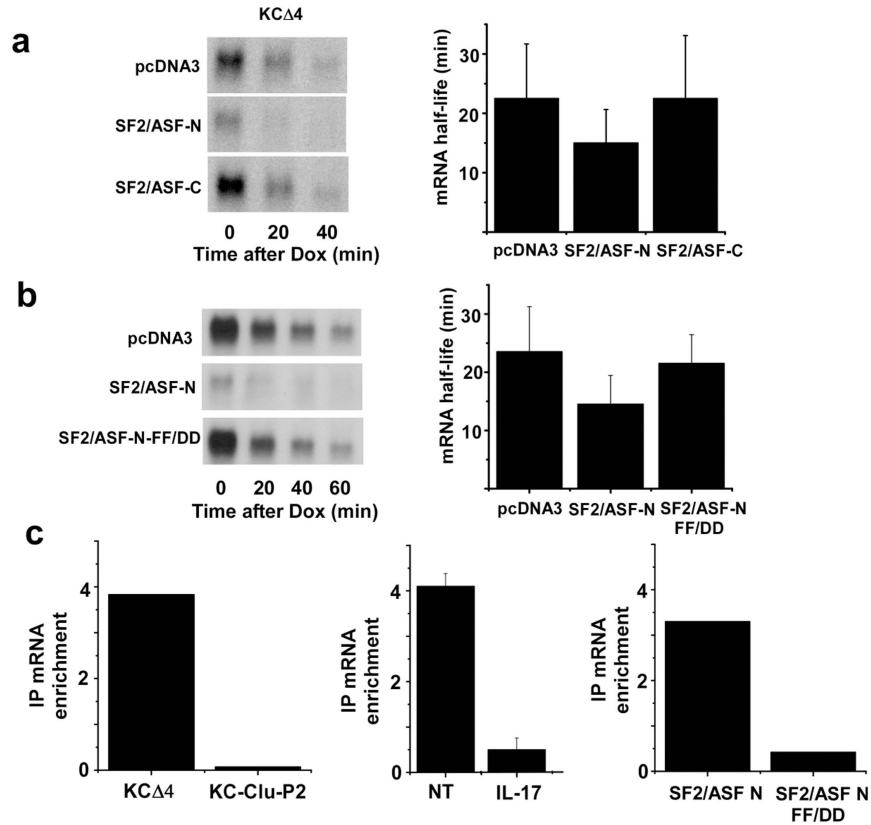 a
KCΔ4
pcDNA3
SF2/ASF-N
SF2/ASF-C
0 20 40
Time after Dox (min)
mRNA half-life (min)
30
20
10
pcDNA3 SF2/ASF-N SF2/ASF-C
b
pcDNA3
SF2/ASF-N
SF2/ASF-N-FF/DD
0 20 40 60
Time after Dox (min)
mRNA half-life (min)
30
20
10
pcDNA3 SF2/ASF-N SF2/ASF-N
FF/DD
c
IP mRNA
enrichment
4
2
0
KCΔ4 KC-Clu-P2
IP mRNA
enrichment
4
2
0
NT IL-17
IP mRNA
enrichment
4
2
0
SF2/ASF N SF2/ASF N
FF/DD